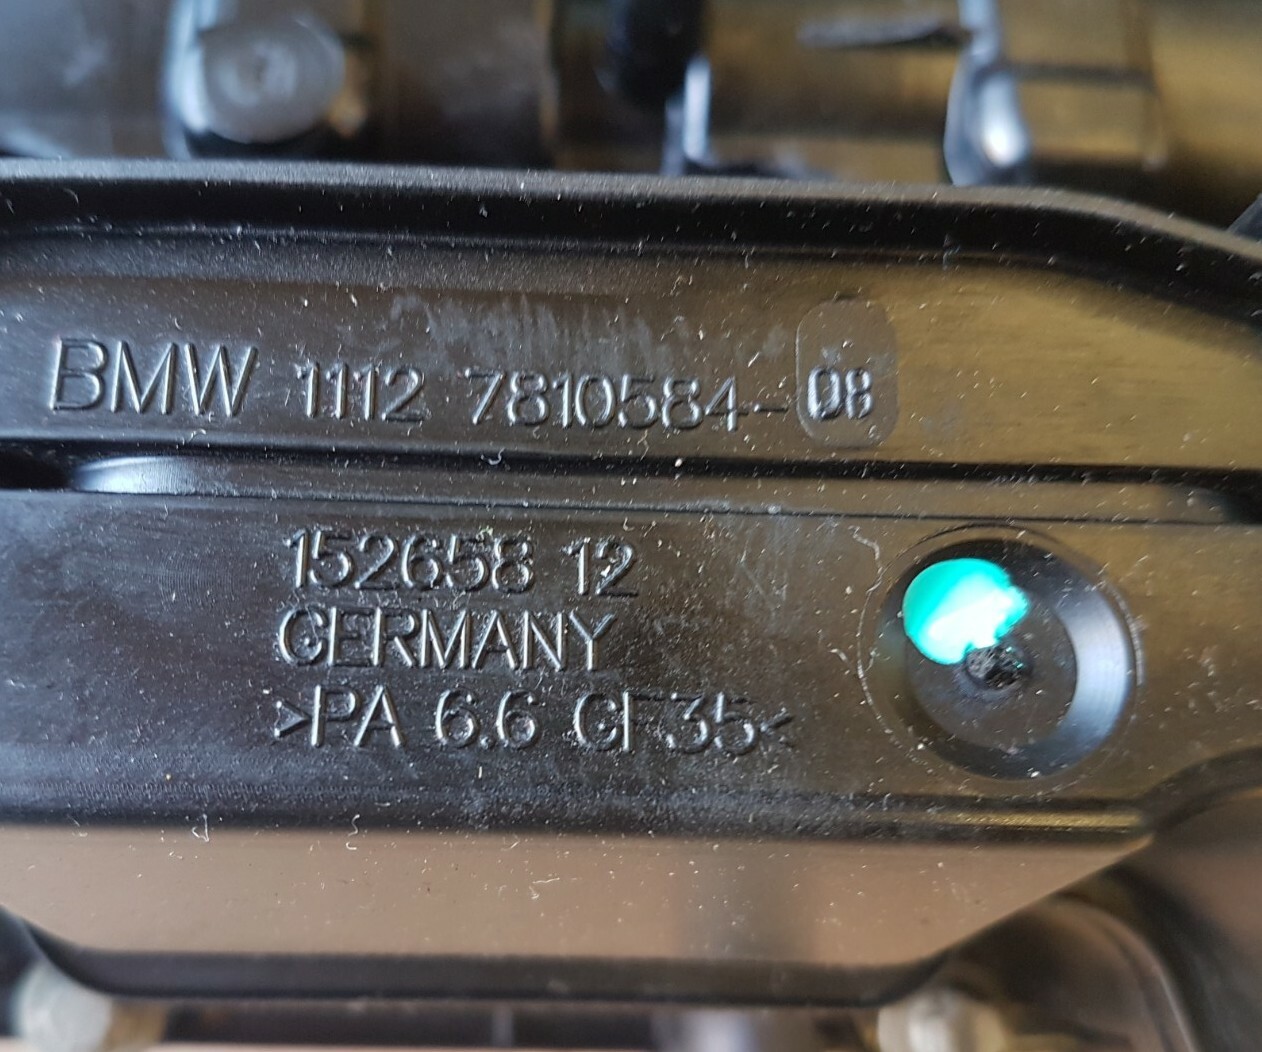 BMW 1112 7810584-08
152658 12
GERMANY
>PA 6.6 GF35<